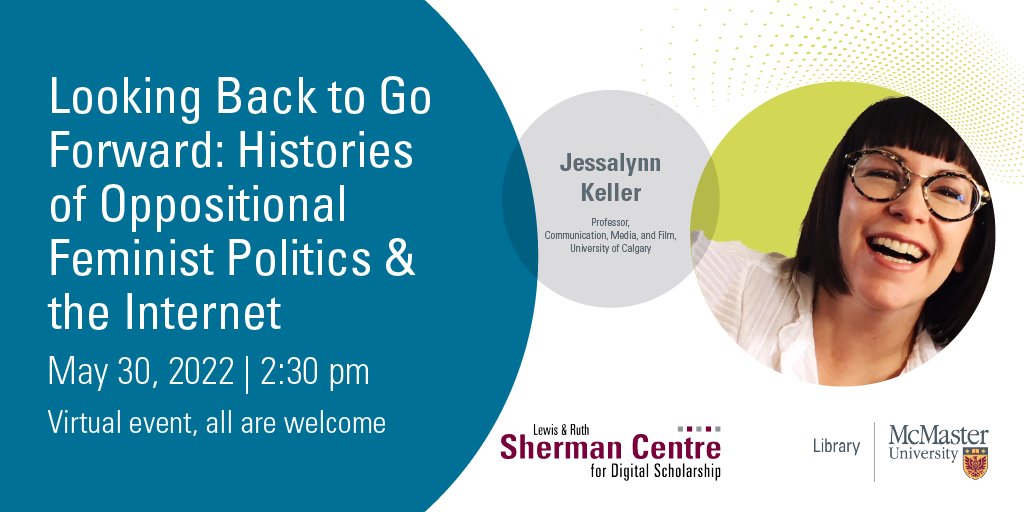 Looking Back to Go
Forward: Histories
of Oppositional
Feminist Politics &
the Internet
May 30, 2022 | 2:30 pm
Virtual event, all are welcome
Jessalynn
Keller
Professor,
Communication, Media, and Film,
University of Calgary
Lewis & Ruth
Sherman Centre
for Digital Scholarship
Library
McMaster
University